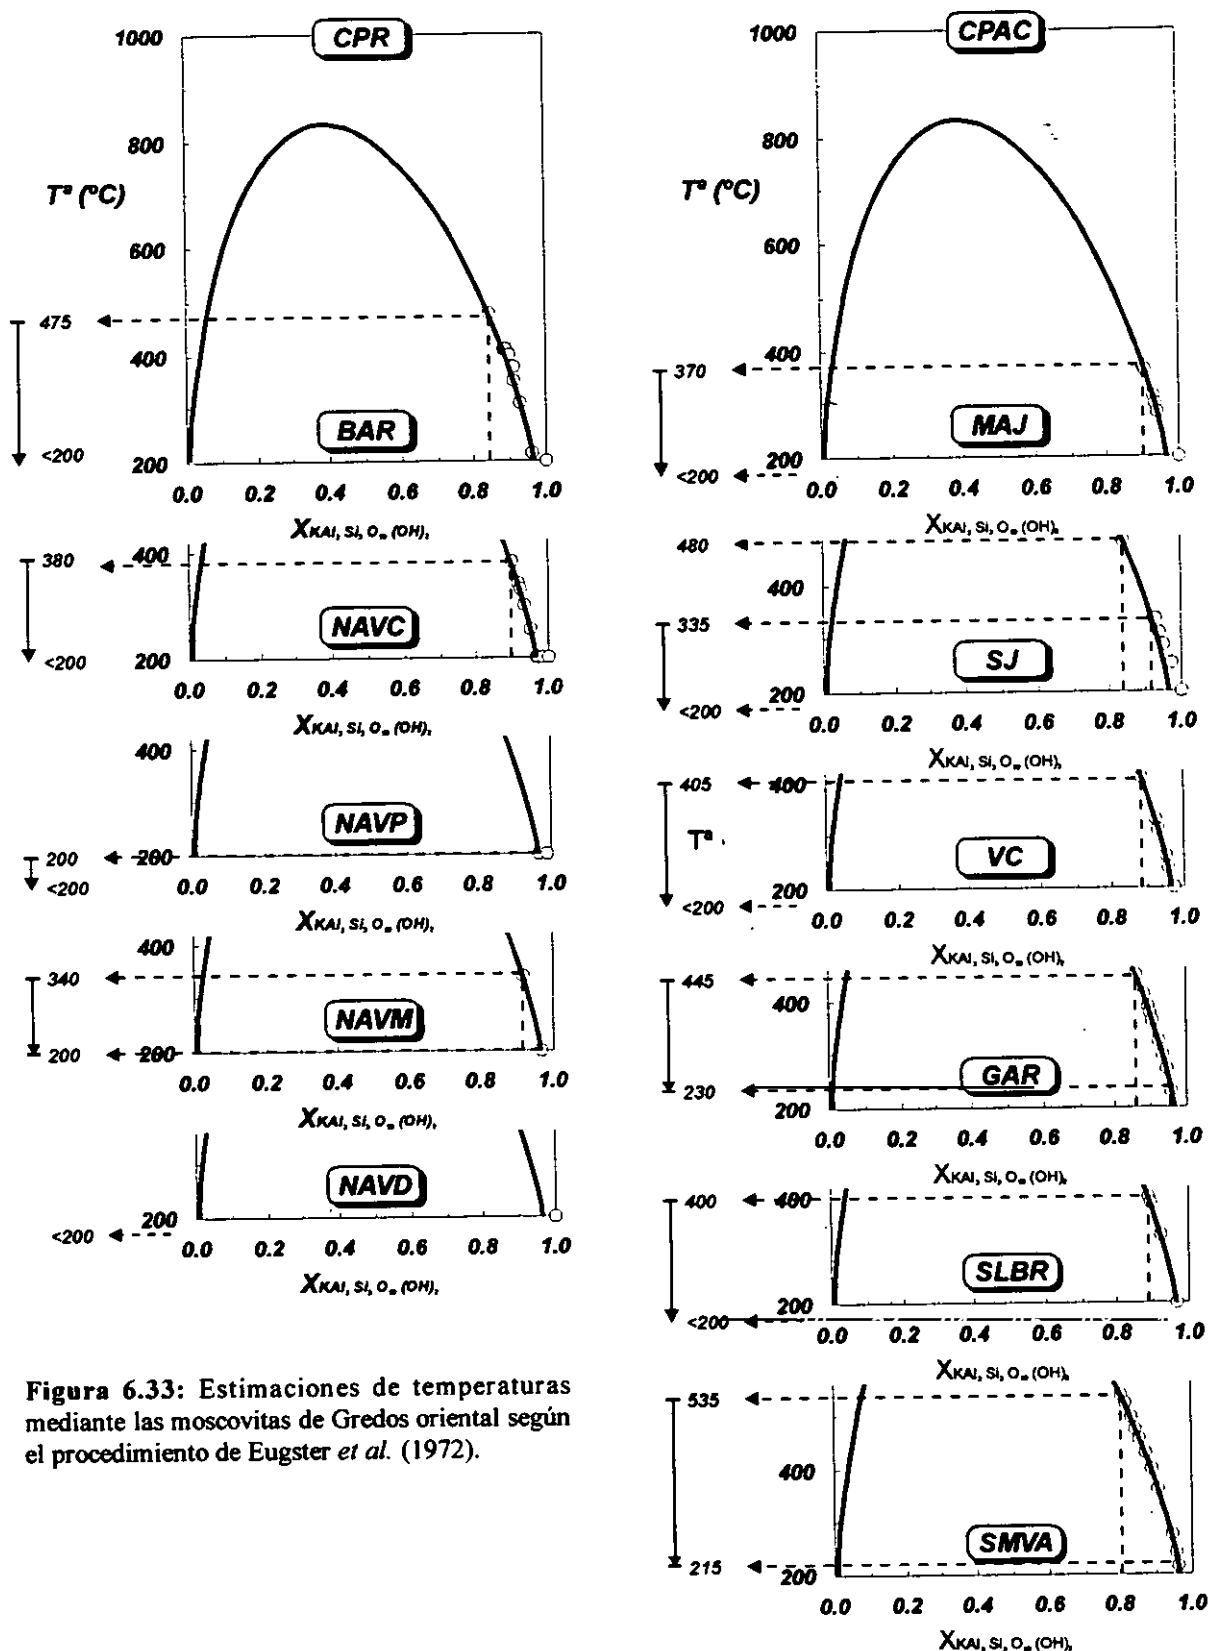 CPR
1000
800
T ª (ºC)
600
475
400
BAR
<200
200
0.0 0.2 0.4 0.6 0.8 1.0
XKAl, Si, O (OH),
400
380
NAVC
<200
200
0.0 0.2 0.4 0.6 0.8 1.0
XKAl, Si, O (OH),
400
NAVP
200
200
<200
0.0 0.2 0.4 0.6 0.8 1.0
XKAl, Si, O (OH),
400
340
NAVM
200
200
0.0 0.2 0.4 0.6 0.8 1.0
XKAl, Si, O (OH),
NAVD
200
<200
0.0 0.2 0.4 0.6 0.8 1.0
XKAl, Si, O (OH),
Figura 6.33: Estimaciones de temperaturas
mediante las moscovitas de Gredos oriental según
el procedimiento de Eugster et al. (1972).
CPAC
1000
800
T ª (ºC)
600
400
370
MAJ
<200
200
0.0 0.2 0.4 0.6 0.8 1.0
XKAl, Si, O (OH),
480
400
335
SJ
<200
200
0.0 0.2 0.4 0.6 0.8 1.0
XKAl, Si, O (OH),
405
400
T ª
VC
<200
200
0.0 0.2 0.4 0.6 0.8 1.0
XKAl, Si, O (OH),
445
400
GAR
230
200
0.0 0.2 0.4 0.6 0.8 1.0
XKAl, Si, O (OH),
400
400
SLBR
<200
200
0.0 0.2 0.4 0.6 0.8 1.0
XKAl, Si, O (OH),
535
400
SMVA
215
200
0.0 0.2 0.4 0.6 0.8 1.0
XKAl, Si, O (OH),